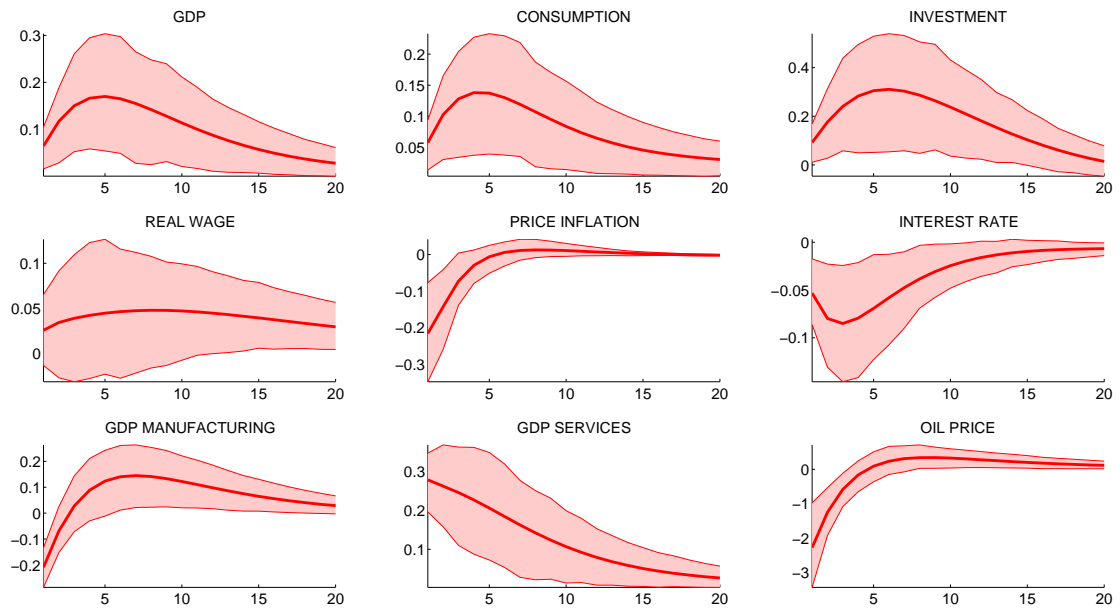 GDP
0.3
0.2
0.1
5 10 15 20
CONSUMPTION
0.2
0.15
0.1
0.05
5 10 15 20
INVESTMENT
0.4
0.2
0
5 10 15 20
REAL WAGE
0.1
0.05
0
5 10 15 20
PRICE INFLATION
0
−0.1
−0.2
−0.3
5 10 15 20
INTEREST RATE
0
−0.05
−0.1
5 10 15 20
GDP MANUFACTURING
0.2
0.1
0
−0.1
−0.2
5 10 15 20
GDP SERVICES
0.3
0.2
0.1
5 10 15 20
OIL PRICE
0
−1
−2
−3
5 10 15 20